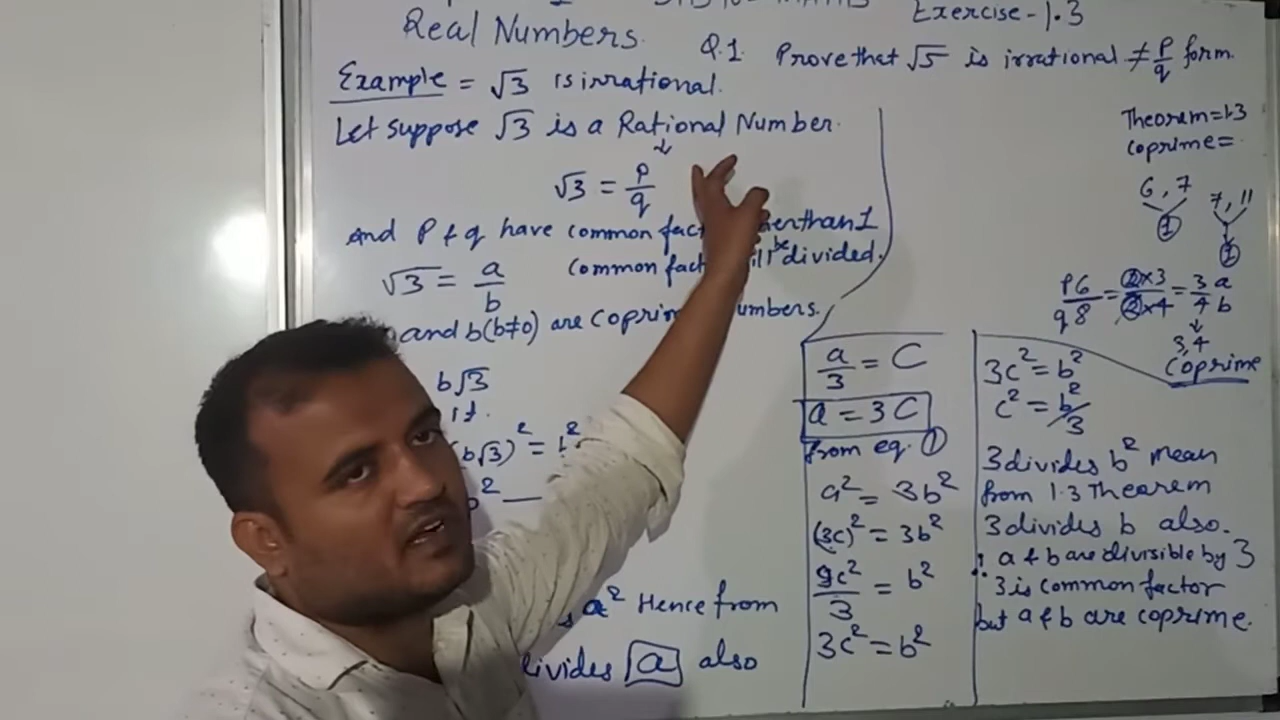 Real Numbers.
Exercise-1.3
Q.1. Prove that √5 is irrational ≠ p/q form.
Example = √3 is irrational.
Let suppose √3 is a Rational Number.
↓
√3 = p/q
And P & q have common
than 1
√3 = a/b
common
be divided.
and b(b≠0) are
b√3
b√3)² =
a² Hence from
divides a also
a/3 = C
a = 3C
from eq. ①
a² = 3b²
(3c)² = 3b²
9c²/3 = b²
3c² = b²
Theorem=1.3
Coprime=
6, 7
①
7, 11
①
P6/q8 = 2×3/2×4 = 3/4 a/b
↓
3,4
Coprime
3c² = b²
c² = b²/3
3 divides b² mean
from 1.3 Theorem
3 divides b also.
∴ a & b are divisible by 3
3 is common factor
but a & b are coprime.